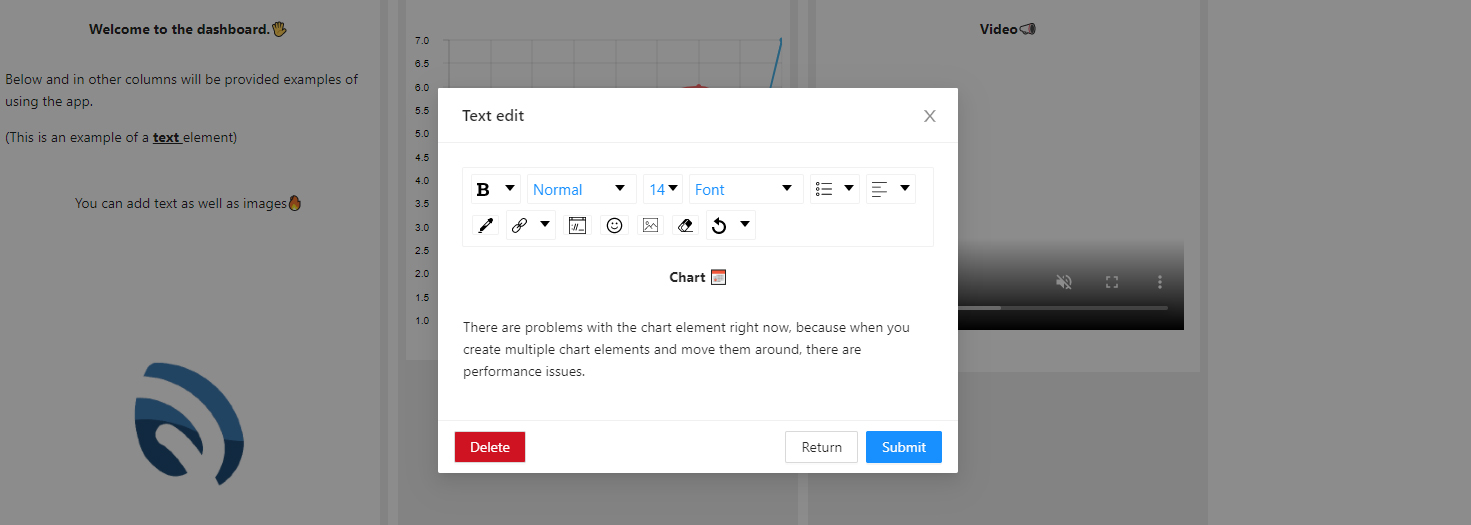 Welcome to the dashboard.🖐
Below and in other columns will be provided examples of
using the app.
(This is an example of a text element)
You can add text as well as images🔥
7.0
6.5
6.0
5.5
5.0
4.5
4.0
3.5
3.0
2.5
2.0
1.5
1.0
Video📢
Text edit
X
B
Normal
14
Font
Chart 📅
There are problems with the chart element right now, because when you
create multiple chart elements and move them around, there are
performance issues.
Delete
Return
Submit